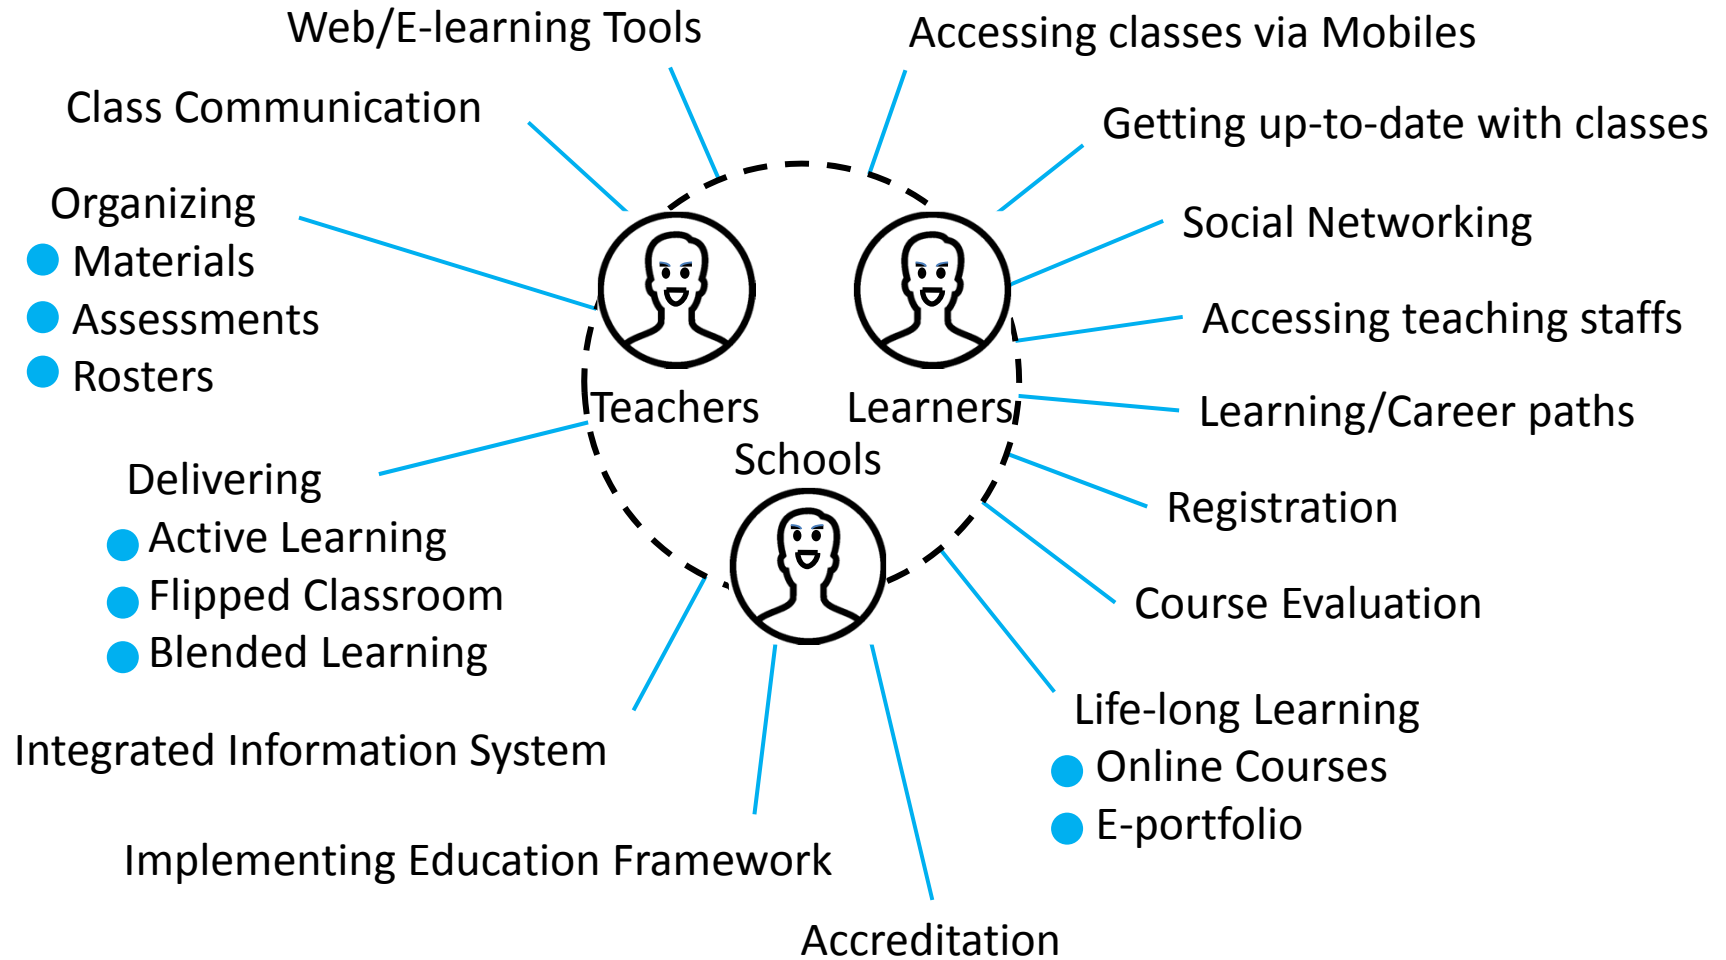 Web/E-learning Tools
Accessing classes via Mobiles
Class Communication
Getting up-to-date with classes
Organizing
Materials
Assessments
Rosters
Social Networking
Accessing teaching staffs
Teachers
Learners
Learning/Career paths
Schools
Delivering
Active Learning
Flipped Classroom
Blended Learning
Registration
Course Evaluation
Life-long Learning
Online Courses
E-portfolio
Integrated Information System
Implementing Education Framework
Accreditation